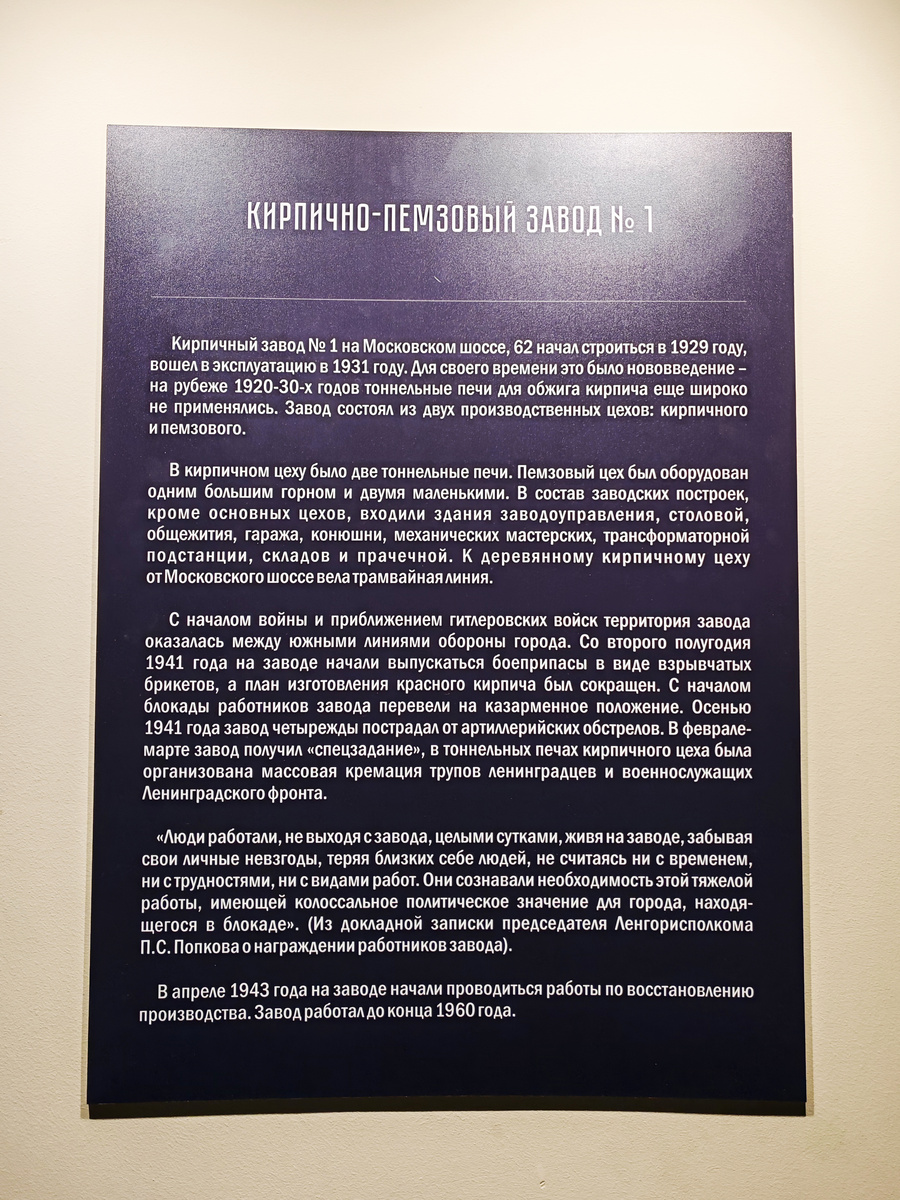 КИРПИЧНО-ПЕМЗОВЫЙ ЗАВОД № 1
Кирпичный завод № 1 на Московском шоссе, 62 начал строиться в 1929 году,
вошел в эксплуатацию в 1931 году. Для своего времени это было нововведение –
на рубеже 1920-30-х годов тоннельные печи для обжига кирпича еще широко
не применялись. Завод состоял из двух производственных цехов: кирпичного
и пемзового.
В кирпичном цеху было две тоннельные печи. Пемзовый цех был оборудован
одним большим горном и двумя маленькими. В состав заводских построек,
кроме основных цехов, входили здания заводоуправления, столовой,
общежития, гаража, конюшни, механических мастерских, трансформаторной
подстанции, складов и прачечной. К деревянному кирпичному цеху
от Московского шоссе вела трамвайная линия.
С началом войны и приближением гитлеровских войск территория завода
оказалась между южными линиями обороны города. Со второго полугодия
1941 года на заводе начали выпускаться боеприпасы в виде взрывчатых
брикетов, а план изготовления красного кирпича был сокращен. С началом
блокады работников завода перевели на казарменное положение. Осенью
1941 года завод четырежды пострадал от артиллерийских обстрелов. В феврале-
марте завод получил «спецзадание», в тоннельных печах кирпичного цеха была
организована массовая кремация трупов ленинградцев и военнослужащих
Ленинградского фронта.
«Люди работали, не выходя с завода, целыми сутками, живя на заводе, забывая
свои личные невзгоды, теряя близких себе людей, не считаясь ни с временем,
ни с трудностями, ни с видами работ. Они сознавали необходимость этой тяжелой
работы, имеющей колоссальное политическое значение для города, находя-
щегося в блокаде». (Из докладной записки председателя Ленгорисполкома
П.С. Попкова о награждении работников завода).
В апреле 1943 года на заводе начали проводиться работы по восстановлению
производства. Завод работал до конца 1960 года.